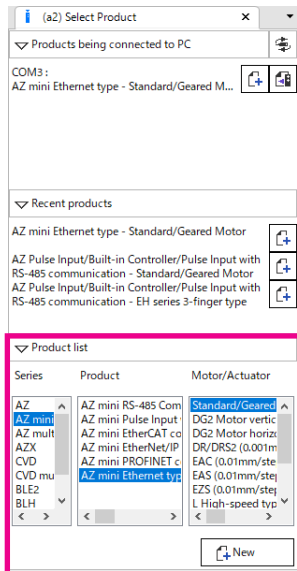 (a2) Select Product
Products being connected to PC
COM3 :
AZ mini Ethernet type - Standard/Geared M...
Recent products
AZ mini Ethernet type - Standard/Geared Motor
AZ Pulse Input/Built-in Controller/Pulse Input with
RS-485 communication - Standard/Geared Motor
AZ Pulse Input/Built-in Controller/Pulse Input with
RS-485 communication - EH series 3-finger type
Product list
Series Product Motor/Actuator
AZ AZ mini RS-485 Com Standard/Geared
AZ mini AZ mini Pulse Input DG2 Motor vertic
AZ mult AZ mini EtherCAT co DG2 Motor horizo
AZX AZ mini EtherNet/IP DR/DRS2 (0.001m
CVD AZ mini PROFINET c EAC (0.01mm/ste
CVD mu AZ mini Ethernet typ EAS (0.01mm/step
BLE2 EZS (0.01mm/step
BLH L High-speed typ
New